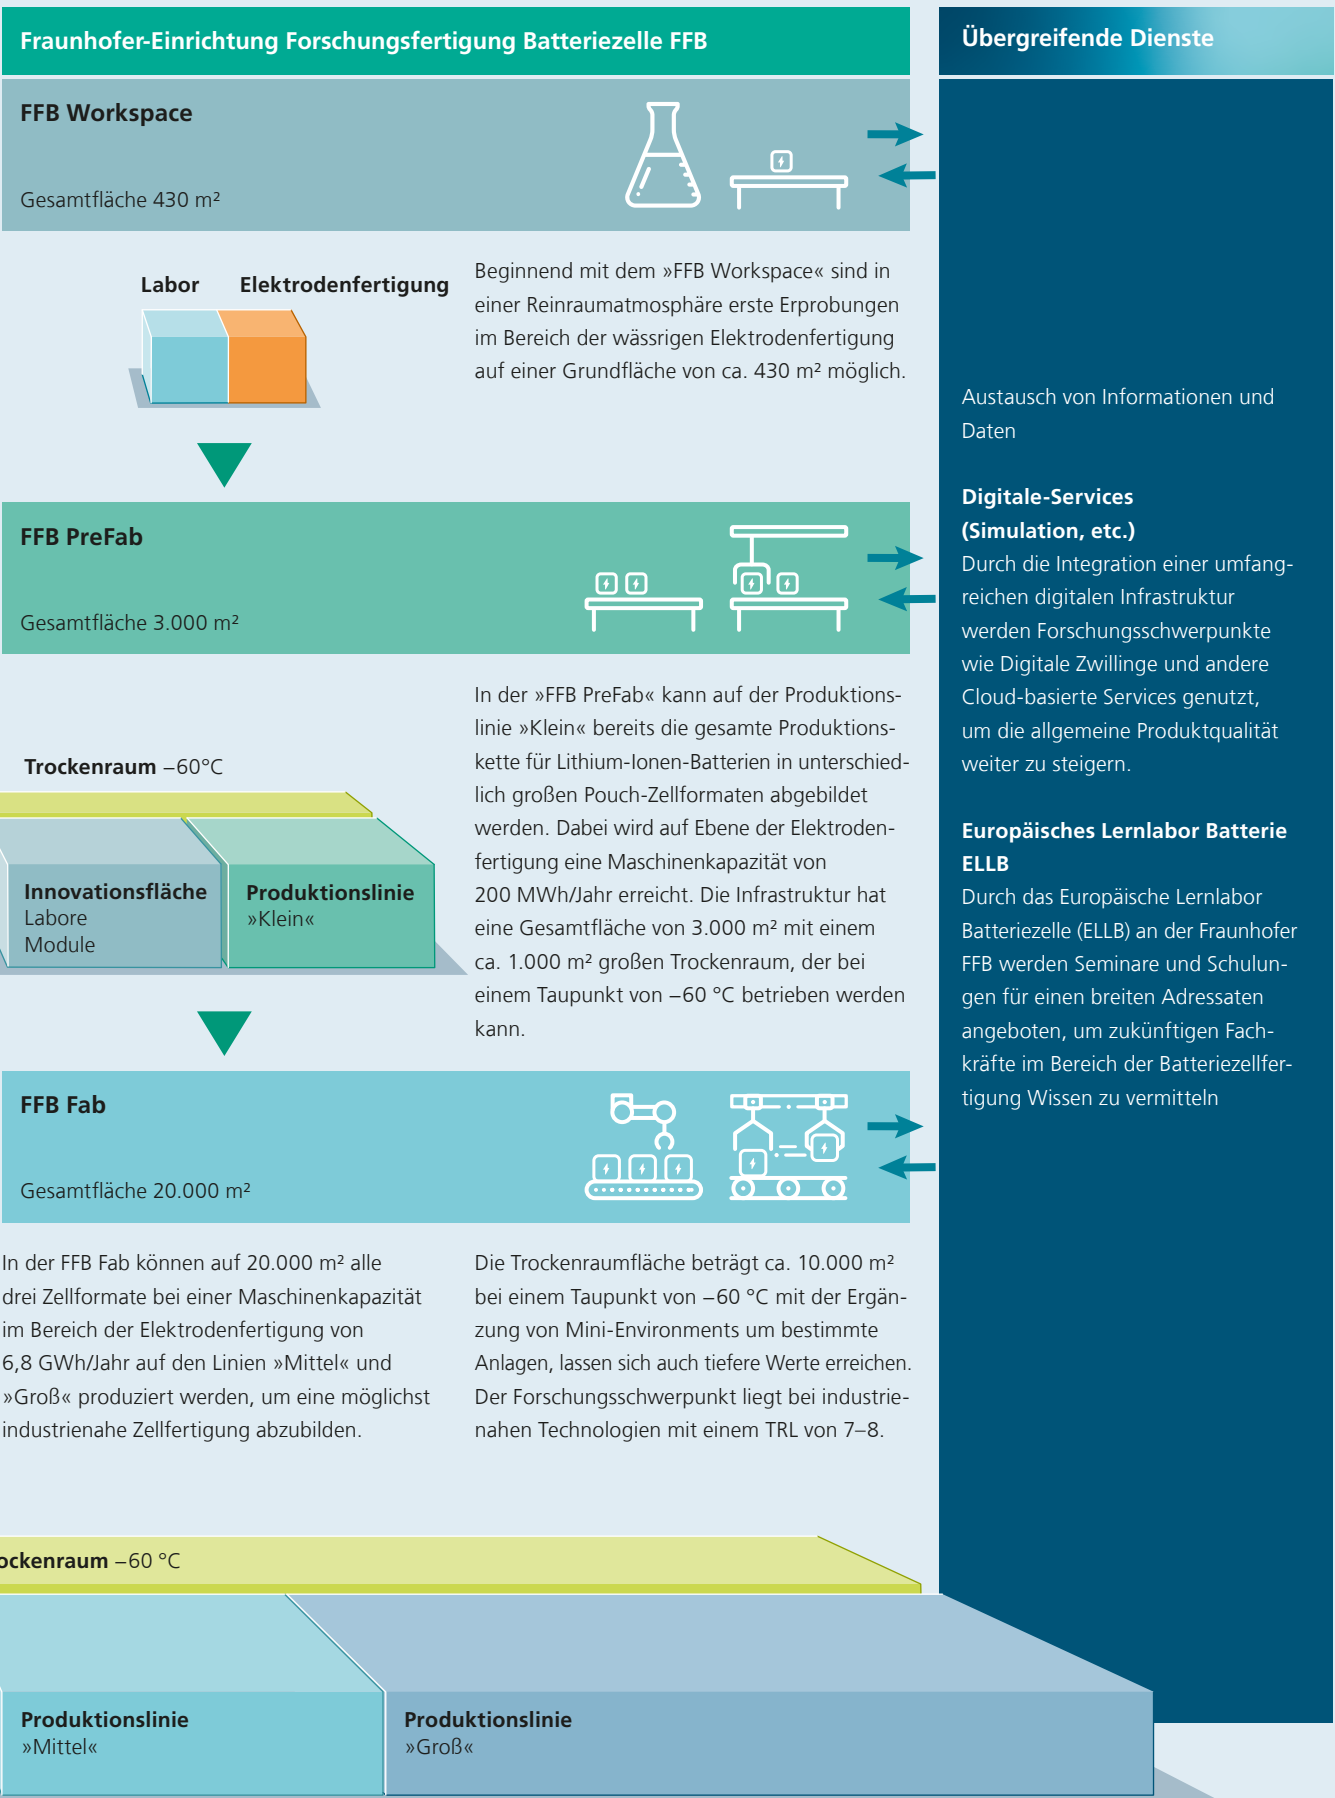 Fraunhofer-Einrichtung Forschungsfertigung Batteriezelle FFB
FFB Workspace
Gesamtfläche 430 m²
Labor
Elektrodenfertigung
Beginnend mit dem »FFB Workspace« sind in
einer Reinraumatmosphäre erste Erprobungen
im Bereich der wässrigen Elektrodenfertigung
auf einer Grundfläche von ca. 430 m² möglich.
FFB PreFab
Gesamtfläche 3.000 m²
Trockenraum –60°C
Innovationsfläche
Labore
Module
Produktionslinie
»Klein«
In der »FFB PreFab« kann auf der Produktions-
linie »Klein« bereits die gesamte Produktions-
kette für Lithium-Ionen-Batterien in unterschied-
lich großen Pouch-Zellformaten abgebildet
werden. Dabei wird auf Ebene der Elektroden-
fertigung eine Maschinenkapazität von
200 MWh/Jahr erreicht. Die Infrastruktur hat
eine Gesamtfläche von 3.000 m² mit einem
ca. 1.000 m² großen Trockenraum, der bei
einem Taupunkt von –60 °C betrieben werden
kann.
FFB Fab
Gesamtfläche 20.000 m²
In der FFB Fab können auf 20.000 m² alle
drei Zellformate bei einer Maschinenkapazität
im Bereich der Elektrodenfertigung von
6,8 GWh/Jahr auf den Linien »Mittel« und
»Groß« produziert werden, um eine möglichst
industrienahe Zellfertigung abzubilden.
Die Trockenraumfläche beträgt ca. 10.000 m²
bei einem Taupunkt von –60 °C mit der Ergän-
zung von Mini-Environments um bestimmte
Anlagen, lassen sich auch tiefere Werte erreichen.
Der Forschungsschwerpunkt liegt bei industrie-
nahen Technologien mit einem TRL von 7–8.
ockenraum –60 °C
Produktionslinie
»Mittel«
Produktionslinie
»Groß«
Übergreifende Dienste
Austausch von Informationen und
Daten
Digitale-Services
(Simulation, etc.)
Durch die Integration einer umfang-
reichen digitalen Infrastruktur
werden Forschungsschwerpunkte
wie Digitale Zwillinge und andere
Cloud-basierte Services genutzt,
um die allgemeine Produktqualität
weiter zu steigern.
Europäisches Lernlabor Batterie
ELLB
Durch das Europäische Lernlabor
Batteriezelle (ELLB) an der Fraunhofer
FFB werden Seminare und Schulun-
gen für einen breiten Adressaten
angeboten, um zukünftigen Fach-
kräfte im Bereich der Batteriezellfer-
tigung Wissen zu vermitteln